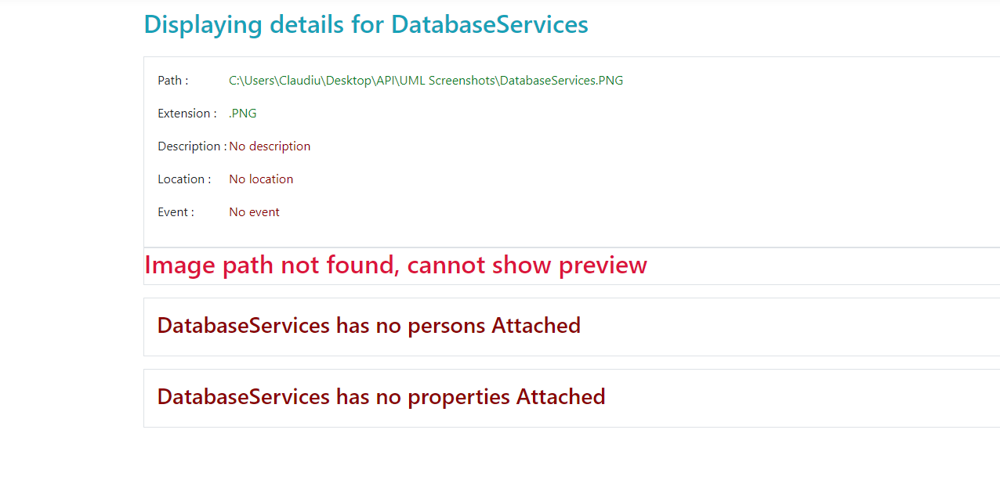 Displaying details for DatabaseServices
Path : C:\Users\Claudiu\Desktop\API\UML Screenshots\DatabaseServices.PNG
Extension : .PNG
Description : No description
Location : No location
Event : No event
Image path not found, cannot show preview
DatabaseServices has no persons Attached
DatabaseServices has no properties Attached